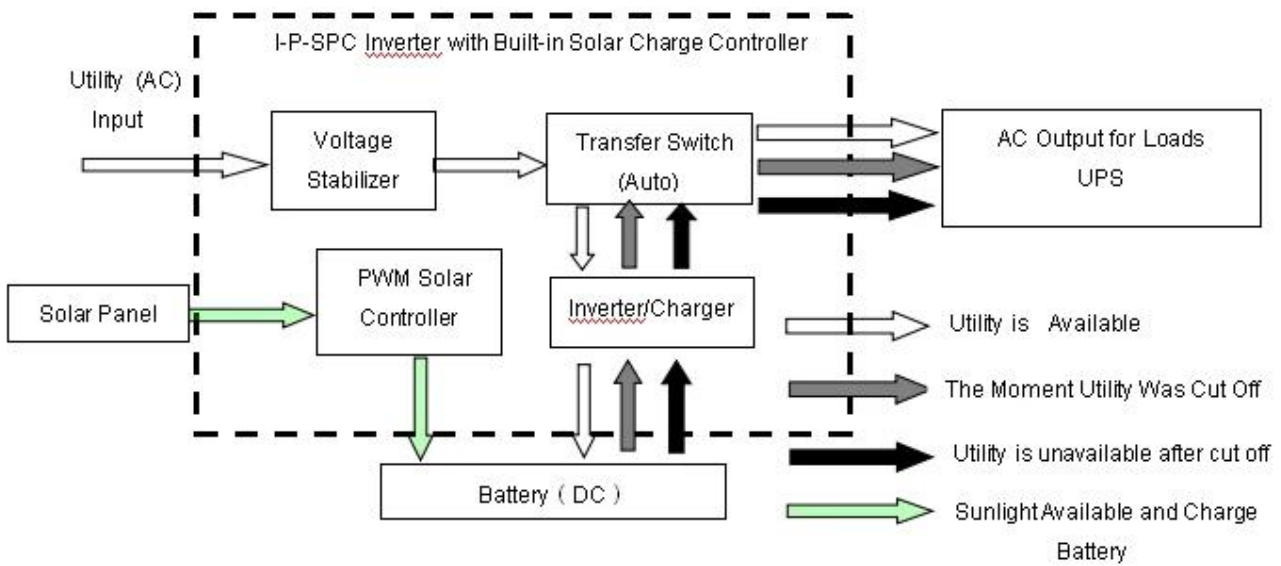 I-P-SPC Inverter with Built-in Solar Charge Controller
Utility (AC)
Input
Voltage
Stabilizer
Transfer Switch
(Auto)
AC Output for Loads
UPS
Solar Panel
PWM Solar
Controller
Inverter/Charger
Battery ( DC )
Utility is Available
The Moment Utility Was Cut Off
Utility is unavailable after cut off
Sunlight Available and Charge
Battery